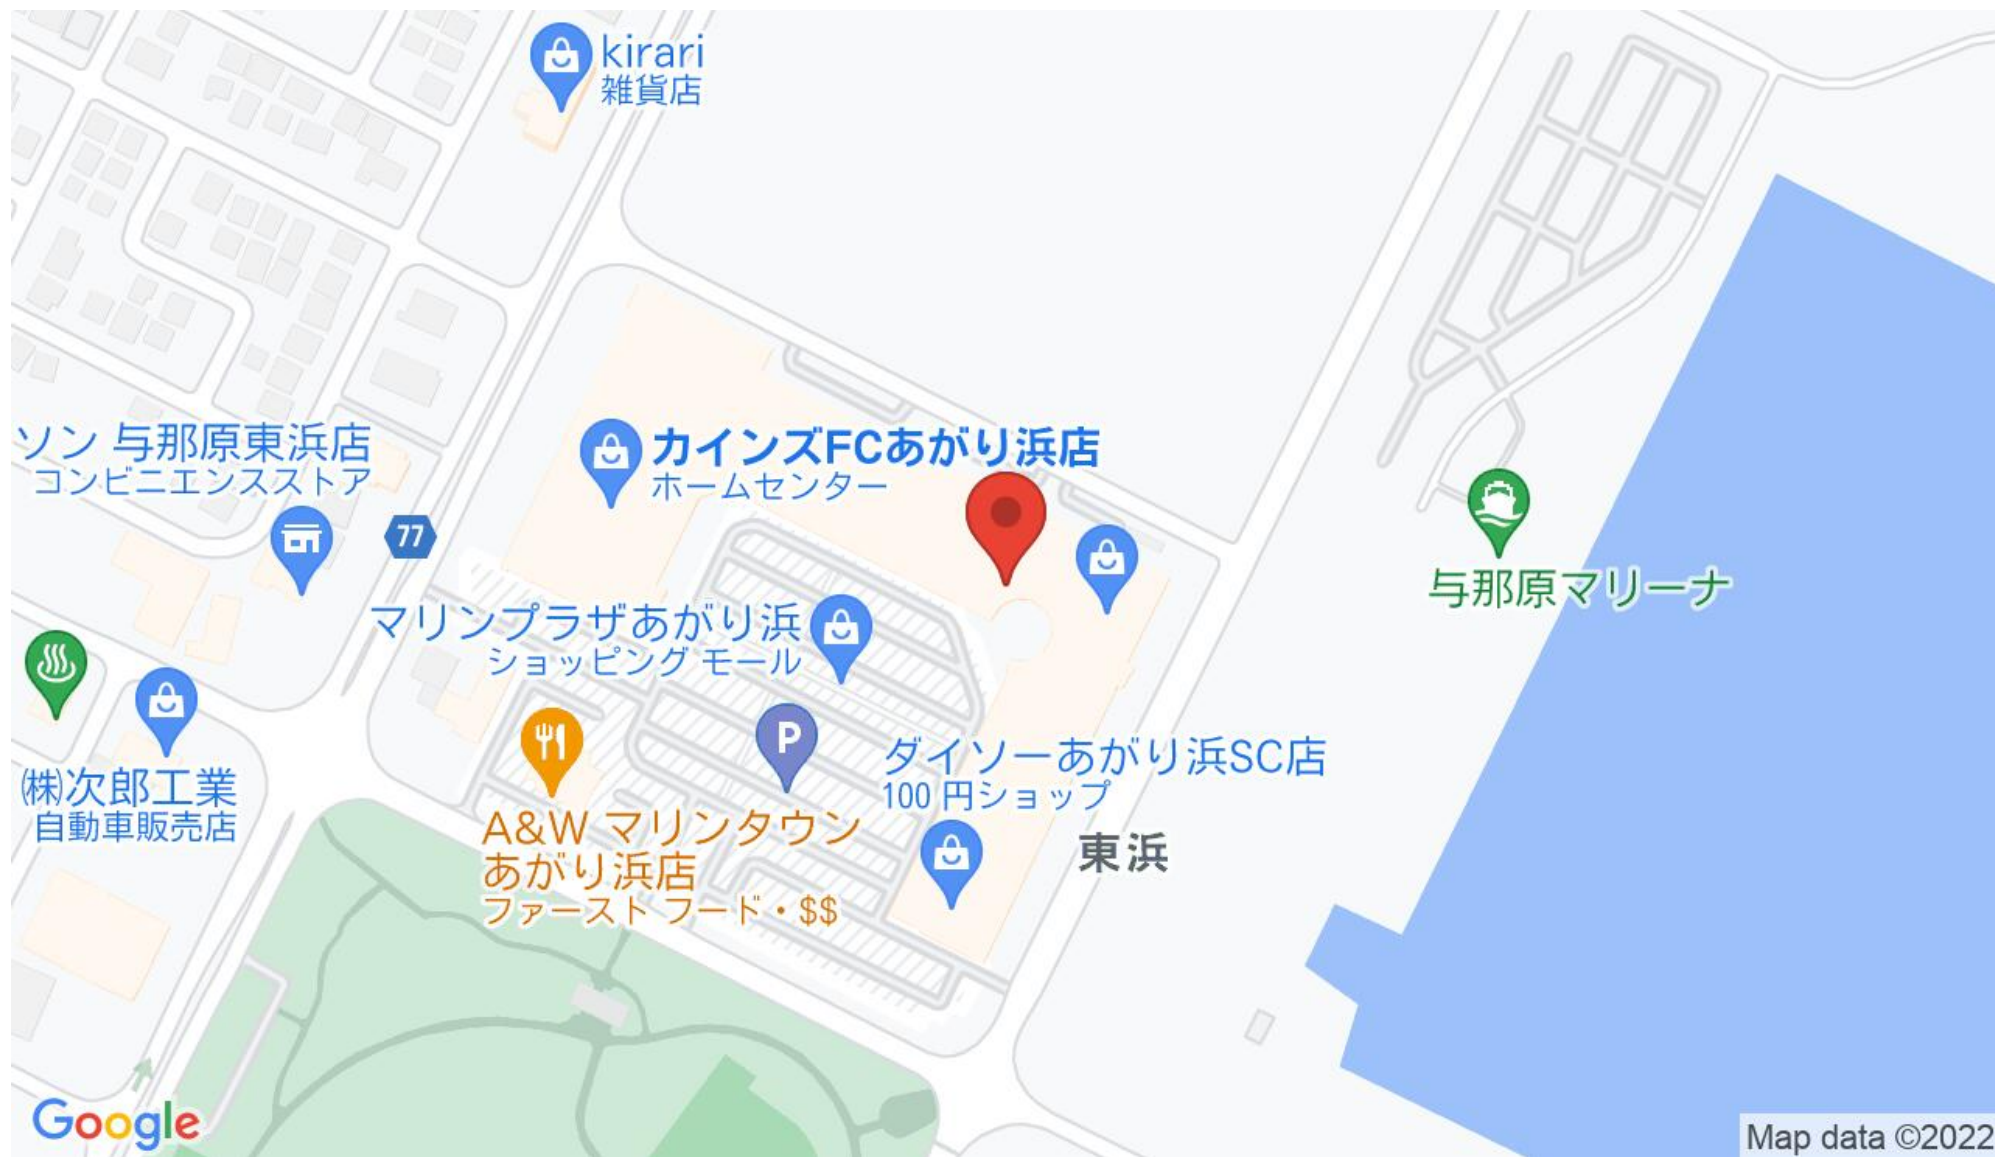 kirari
雑貨店
ソン 与那原東浜店
コンビニエンスストア
カインズFCあがり浜店
ホームセンター
77
与那原マリーナ
マリンプラザあがり浜
ショッピング モール
P
㈱次郎工業
自動車販売店
ダイソーあがり浜SC店
100 円ショップ
A&W マリンタウン
あがり浜店
ファースト フード・$$
東浜
Google
Map data ©2022